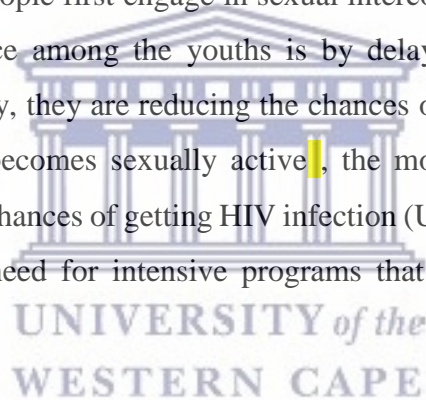 ople first engage in sexual interco
ce among the youths is by delay
y, they are reducing the chances o
ecomes sexually active , the mo
hances of getting HIV infection (U
need for intensive programs that
UNIVERSITY of the
WESTERN CAPE